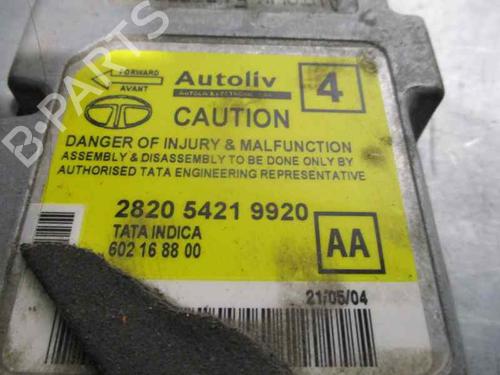 FORWARD
AVANT
Autoliv
4
CAUTION
DANGER OF INJURY & MALFUNCTION
ASSEMBLY & DISASSEMBLY TO BE DONE ONLY BY
AUTHORISED TATA ENGINEERING REPRESENTATIVE
2820 5421 9920
TATA INDICA
602 16 88 00
AA
21/05/04
B-PARTS